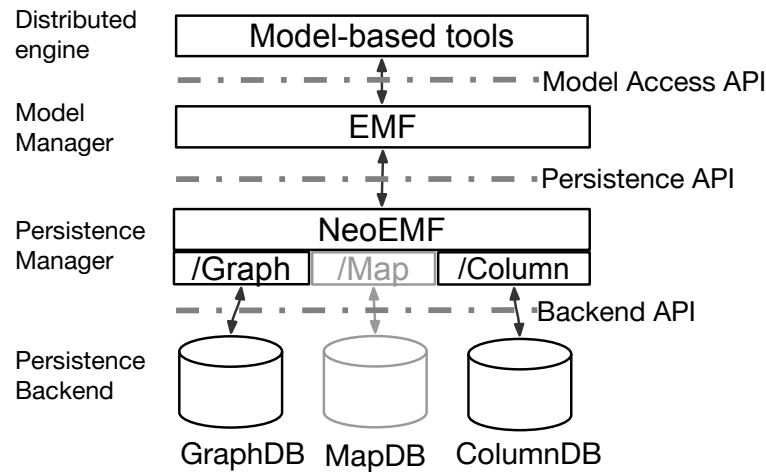 Distributed
engine
Model-based tools
Model Access API
Model
Manager
EMF
Persistence API
Persistence
Manager
NeoEMF
/Graph
/Map
/Column
Backend API
Persistence
Backend
GraphDB
MapDB
ColumnDB